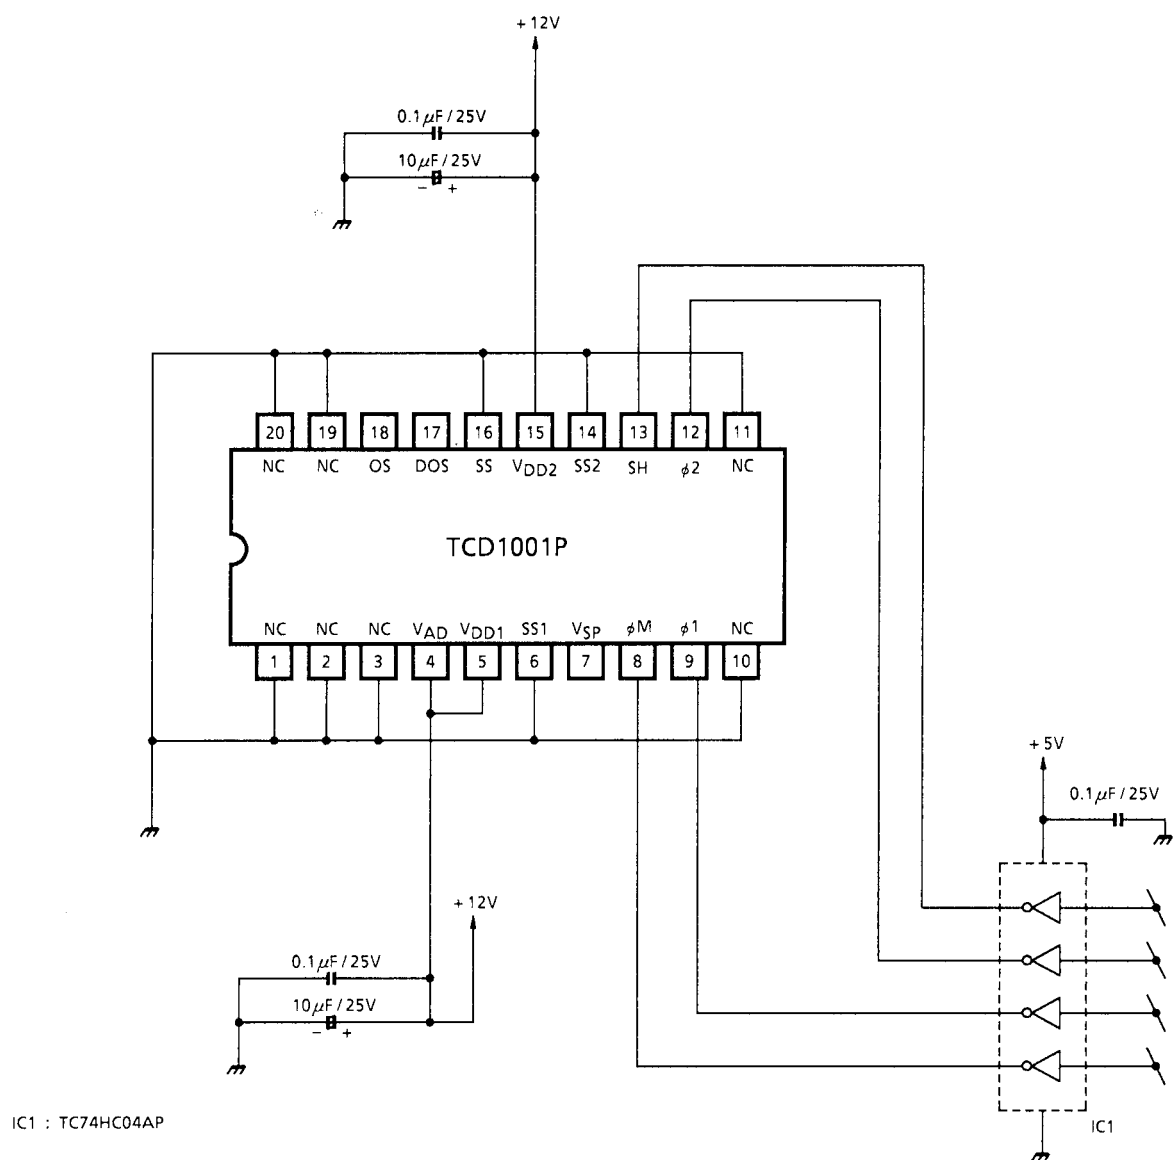 +12V
0.1μF/25V
10μF/25V
- +
20 19 18 17 16 15 14 13 12 11
NC NC OS DOS SS VDD2 SS2 SH φ2 NC
TCD1001P
NC NC NC VAD VDD1 SS1 VSP φM φ1 NC
1 2 3 4 5 6 7 8 9 10
+5V
0.1μF/25V
+12V
0.1μF/25V
10μF/25V
- +
IC1 : TC74HC04AP
IC1